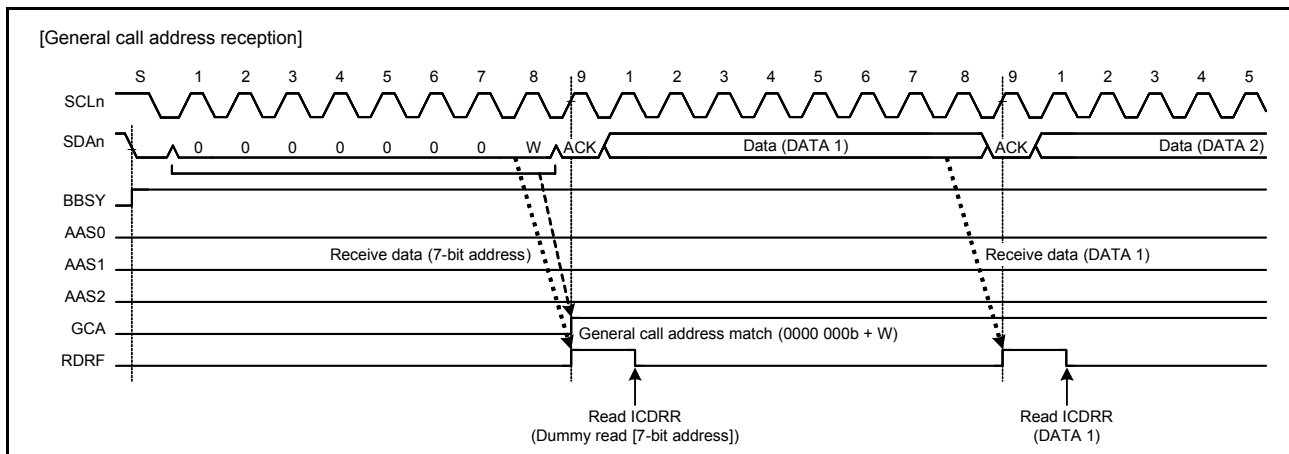 [General call address reception]
S 1 2 3 4 5 6 7 8 9 1 2 3 4 5 6 7 8 9 1 2 3 4 5
SCLn
SDAn 0 0 0 0 0 0 0 W ACK Data (DATA 1) ACK Data (DATA 2)
BBSY
AAS0
Receive data (7-bit address) Receive data (DATA 1)
AAS1
AAS2
GCA
General call address match (0000 000b + W)
RDRF
Read ICDRR Read ICDRR
(Dummy read [7-bit address]) (DATA 1)